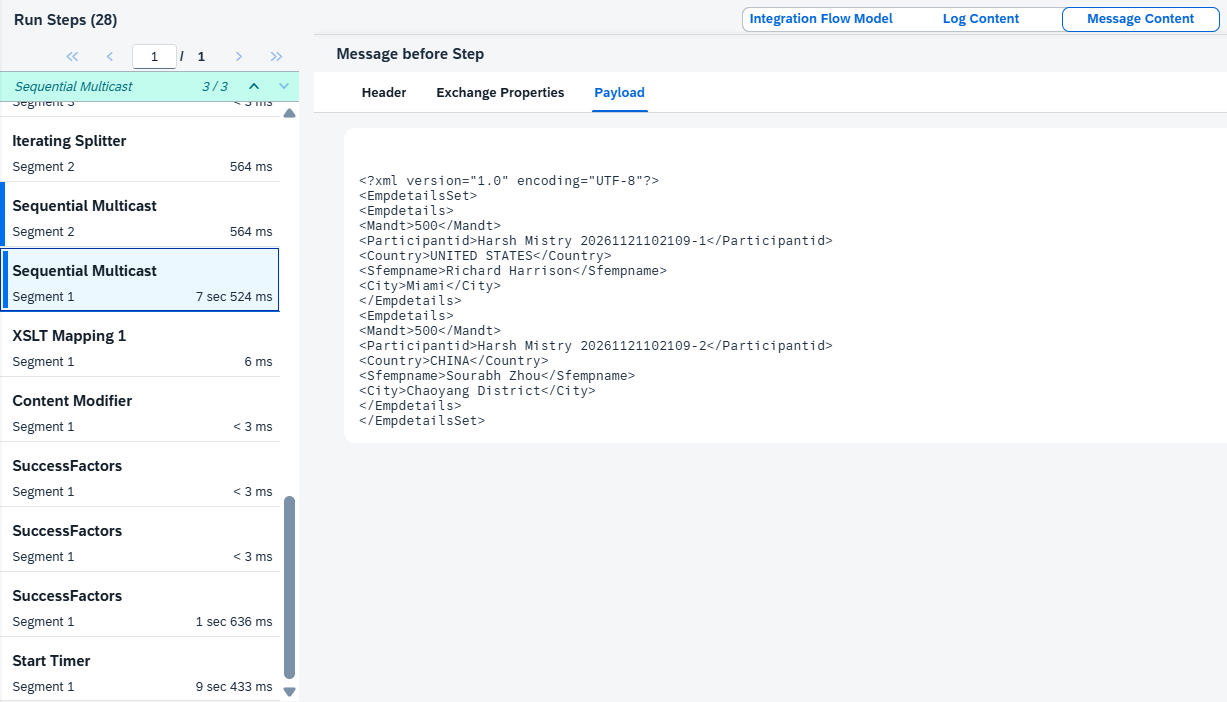 Run Steps (28)
Integration Flow Model
Log Content
Message Content
1 / 1
Message before Step
Sequential Multicast 3 / 3
Header
Exchange Properties
Payload
Segment 3 < 3 ms
Iterating Splitter
Segment 2 564 ms
Sequential Multicast
Segment 2 564 ms
Sequential Multicast
Segment 1 7 sec 524 ms
XSLT Mapping 1
Segment 1 6 ms
Content Modifier
Segment 1 < 3 ms
SuccessFactors
Segment 1 < 3 ms
SuccessFactors
Segment 1 < 3 ms
SuccessFactors
Segment 1 1 sec 636 ms
Start Timer
Segment 1 9 sec 433 ms
<?xml version="1.0" encoding="UTF-8"?>
<EmpdetailsSet>
<Empdetails>
<Mandt>500</Mandt>
<Participantid>Harsh Mistry 20261121102109-1</Participantid>
<Country>UNITED STATES</Country>
<Sfempname>Richard Harrison</Sfempname>
<City>Miami</City>
</Empdetails>
<Empdetails>
<Mandt>500</Mandt>
<Participantid>Harsh Mistry 20261121102109-2</Participantid>
<Country>CHINA</Country>
<Sfempname>Sourabh Zhou</Sfempname>
<City>Chaoyang District</City>
</Empdetails>
</EmpdetailsSet>